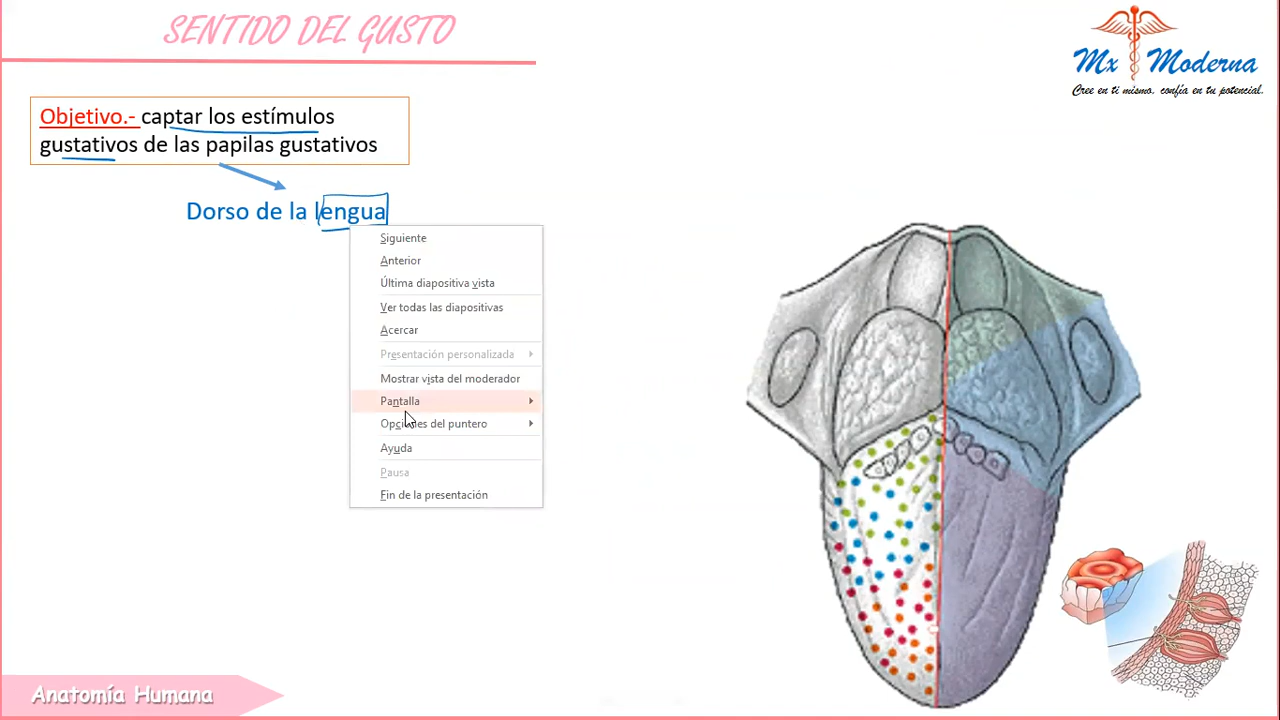 SENTIDO DEL GUSTO
Mx Moderna
Cree en ti mismo, confía en tu potencial.
Objetivo.- captar los estímulos
gustativos de las papilas gustativos
Dorso de la lengua
Siguiente
Anterior
Última diapositiva vista
Ver todas las diapositivas
Acercar
Presentación personalizada
Mostrar vista del moderador
Pantalla
Opciones del puntero
Ayuda
Pausa
Fin de la presentación
Anatomía Humana